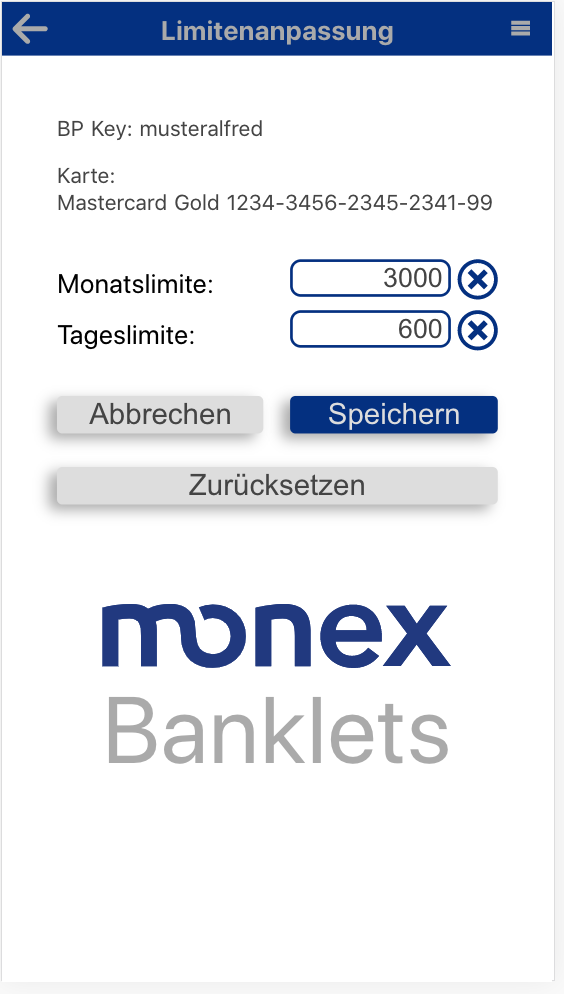 Limitenanpassung
BP Key: musteralfred
Karte:
Mastercard Gold 1234-3456-2345-2341-99
Monatslimite: 3000
Tageslimite: 600
Abbrechen Speichern
Zurücksetzen
monex
Banklets